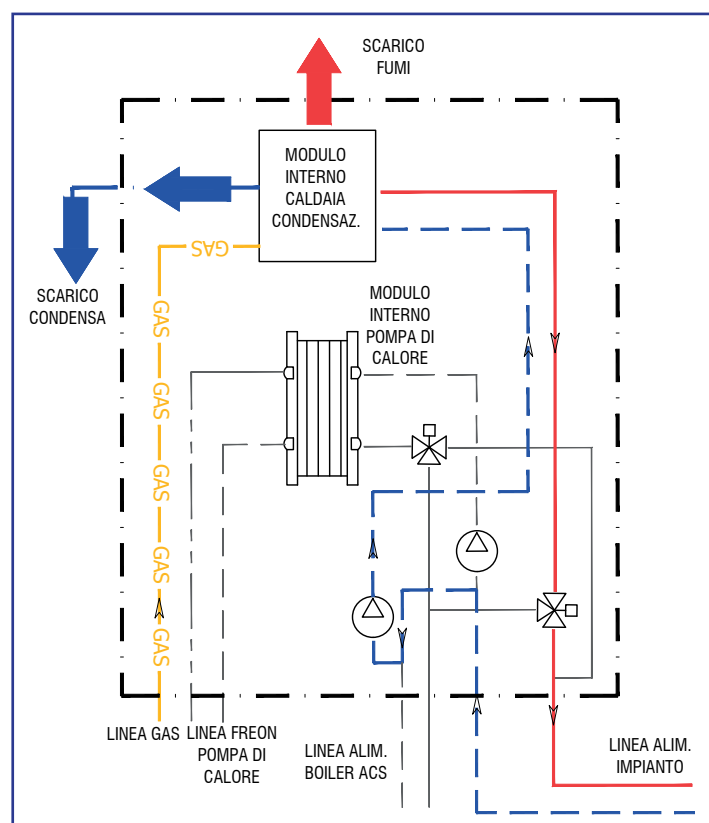 SCARICO
FUMI
MODULO
INTERNO
CALDAIA
CONDENSAZ.
GAS
SCARICO
CONDENSA
MODULO
INTERNO
POMPA DI
CALORE
GAS
GAS
GAS
GAS
GAS
LINEA GAS
LINEA FREON
POMPA DI
CALORE
LINEA ALIM.
BOILER ACS
LINEA ALIM.
IMPIANTO